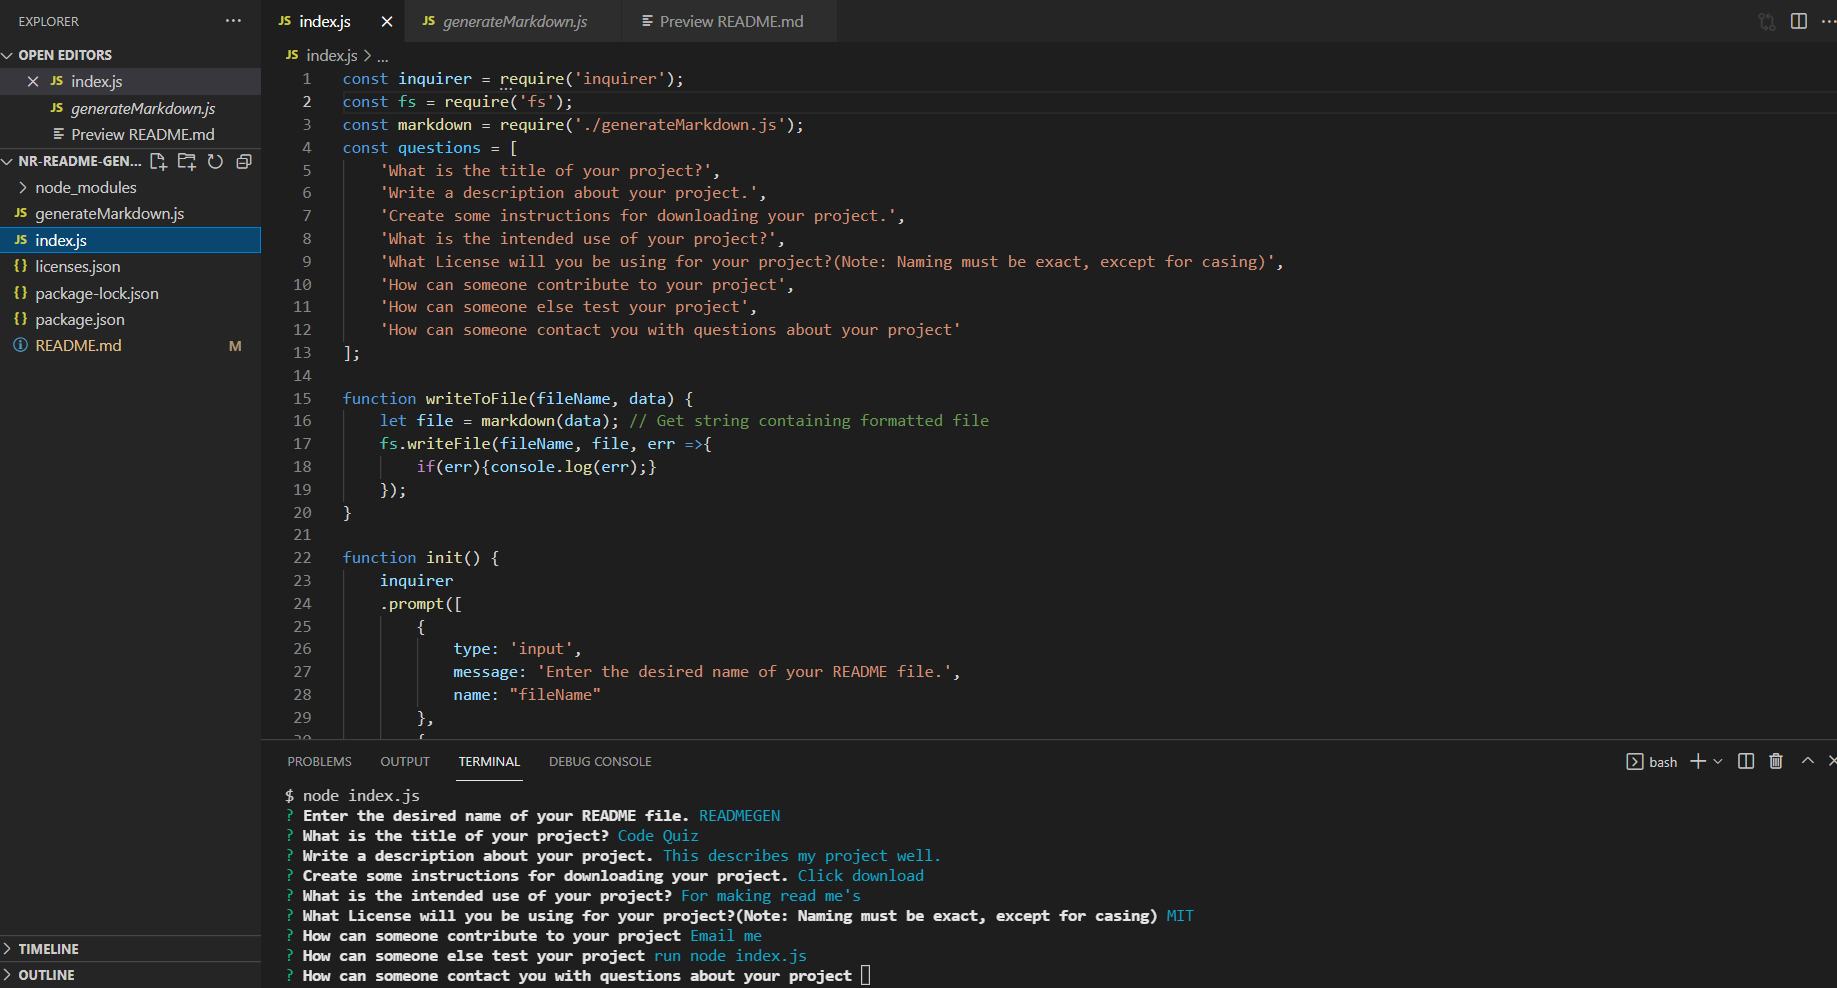 EXPLORER
OPEN EDITORS
JS index.js
JS generateMarkdown.js
Preview README.md
NR-README-GEN...
node_modules
JS generateMarkdown.js
JS index.js
{} licenses.json
{} package-lock.json
{} package.json
README.md M
TIMELINE
OUTLINE
JS index.js
JS generateMarkdown.js
Preview README.md
JS index.js > ...
1 const inquirer = require('inquirer');
2 const fs = require('fs');
3 const markdown = require('./generateMarkdown.js');
4 const questions = [
5 'What is the title of your project?',
6 'Write a description about your project.',
7 'Create some instructions for downloading your project.',
8 'What is the intended use of your project?',
9 'What License will you be using for your project?(Note: Naming must be exact, except for casing)',
10 'How can someone contribute to your project',
11 'How can someone else test your project',
12 'How can someone contact you with questions about your project'
13 ];
14
15 function writeToFile(fileName, data) {
16 let file = markdown(data); // Get string containing formatted file
17 fs.writeFile(fileName, file, err =>{
18 if(err){console.log(err);}
19 });
20 }
21
22 function init() {
23 inquirer
24 .prompt([
25 {
26 type: 'input',
27 message: 'Enter the desired name of your README file.',
28 name: "fileName"
29 },
30 {
PROBLEMS OUTPUT TERMINAL DEBUG CONSOLE
bash
$ node index.js
? Enter the desired name of your README file. READMEGEN
? What is the title of your project? Code Quiz
? Write a description about your project. This describes my project well.
? Create some instructions for downloading your project. Click download
? What is the intended use of your project? For making read me's
? What License will you be using for your project?(Note: Naming must be exact, except for casing) MIT
? How can someone contribute to your project Email me
? How can someone else test your project run node index.js
? How can someone contact you with questions about your project